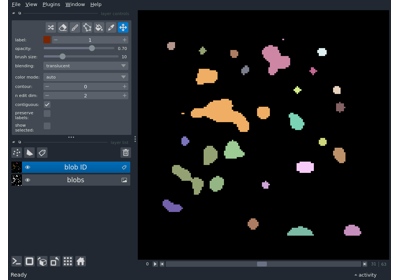 File View Plugins Window Help
label: 1
opacity: 0.70
brush size: 10
blending: translucent
color mode: auto
contour: 0
n edit dim: 2
contiguous: ✓
preserve labels:
show selected:
blob ID
blobs
0
Ready
activity